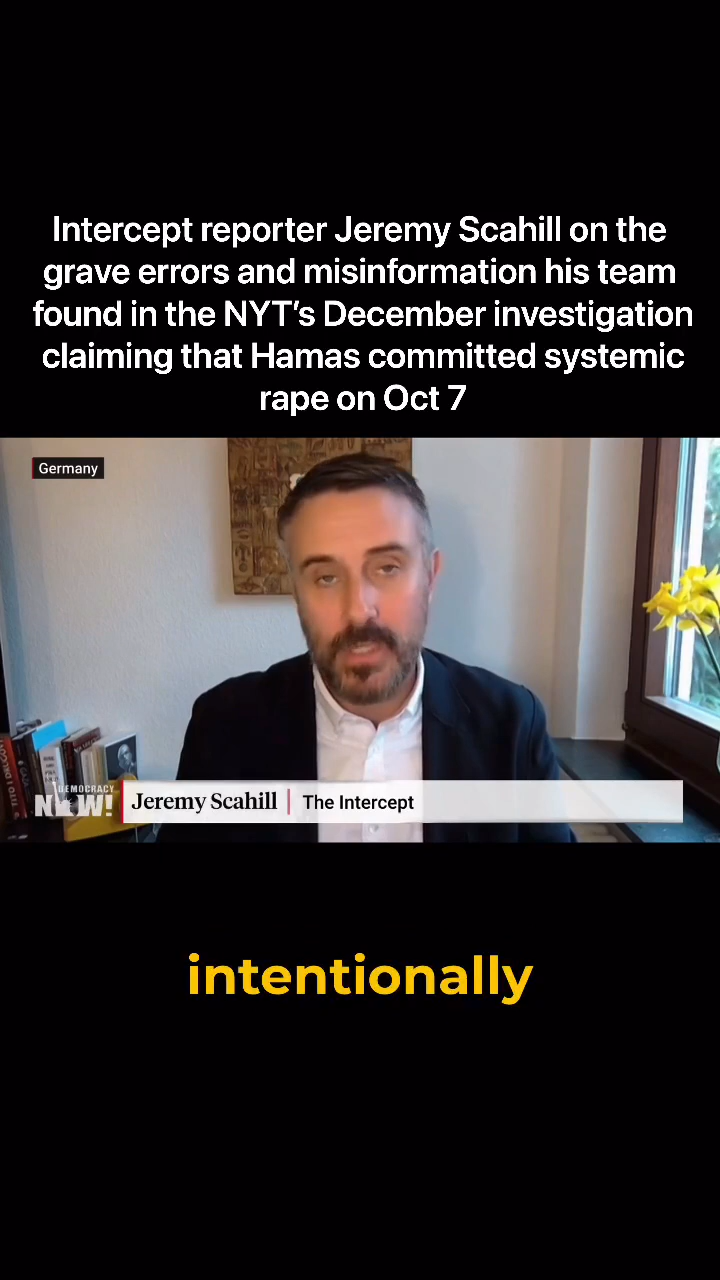 Intercept reporter Jeremy Scahill on the
grave errors and misinformation his team
found in the NYT's December investigation
claiming that Hamas committed systemic
rape on Oct 7
Germany
DEMOCRACY
NOW!
Jeremy Scahill | The Intercept
intentionally